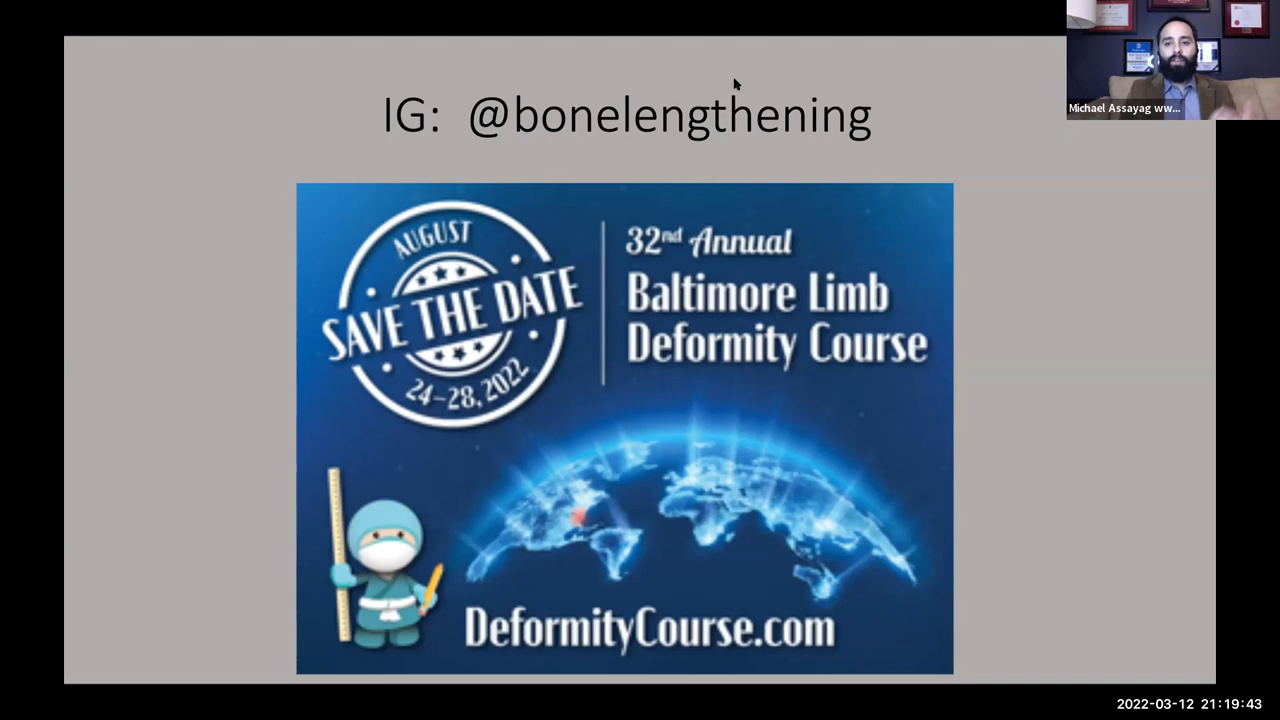 IG: @bonelengthening
Michael Assayag ww...
AUGUST
SAVE THE DATE
24-28, 2022
32nd Annual
Baltimore Limb
Deformity Course
DeformityCourse.com
2022-03-12 21:19:43